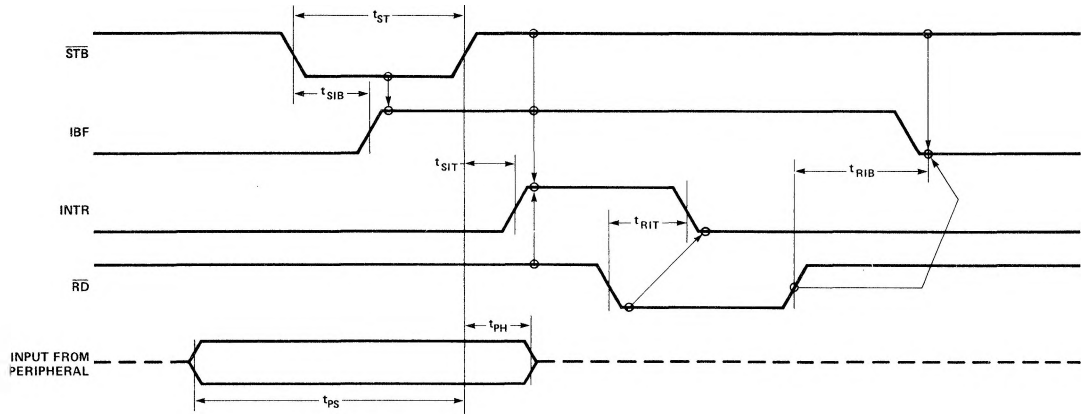 tST
STB
tSIB
IBF
tSIT
tRIB
INTR
tRIT
RD
tPH
INPUT FROM
PERIPHERAL
tPS